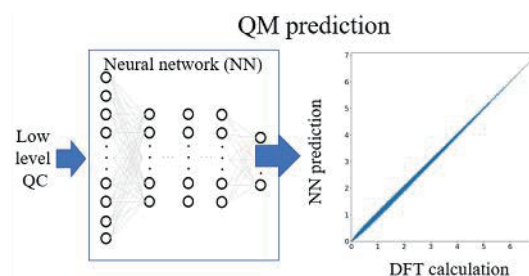 QM prediction
Neural network (NN)
Low
level
QC
NN prediction
7
6
5
4
3
2
1
0
0 1 2 3 4 5 6
DFT calculation